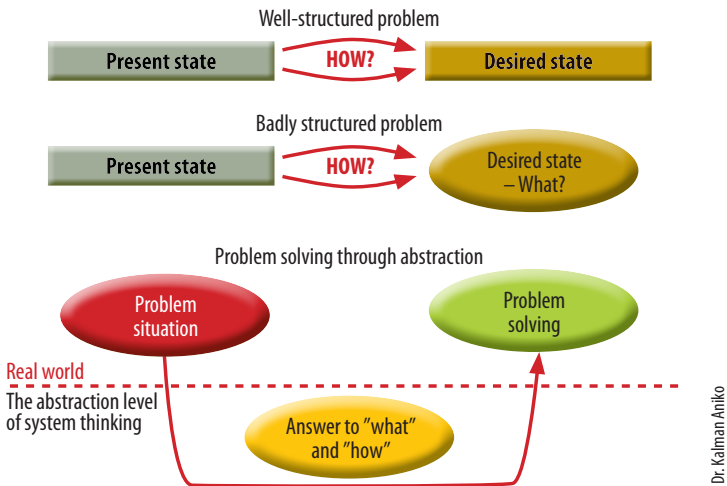 Well-structured problem
Present state
HOW?
Desired state
Badly structured problem
Present state
HOW?
Desired state
– What?
Problem solving through abstraction
Problem
situation
Problem
solving
Real world
The abstraction level
of system thinking
Answer to ”what”
and ”how”
Dr. Kalman Aniko